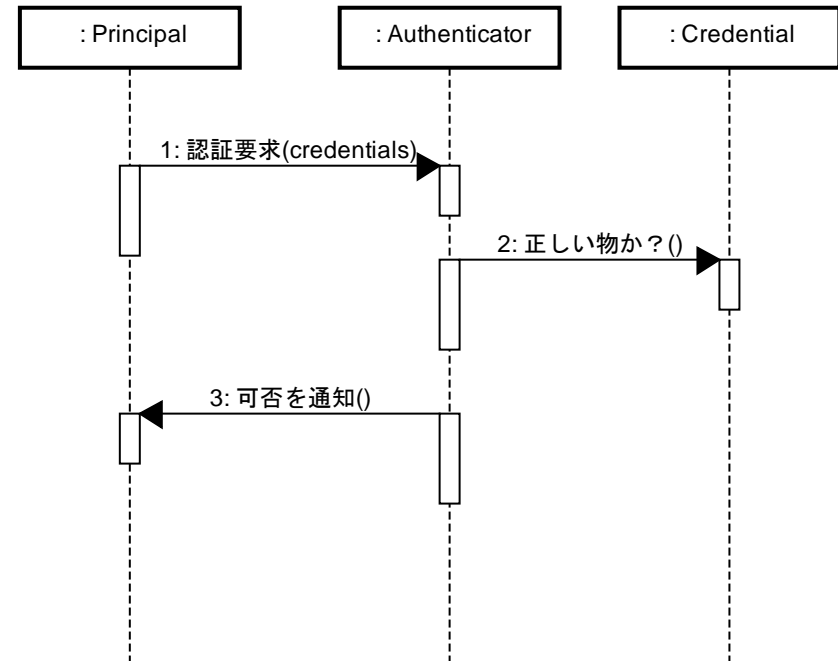 : Principal
: Authenticator
: Credential
1: 認証要求(credentials)
2: 正しい物か？()
3: 可否を通知()